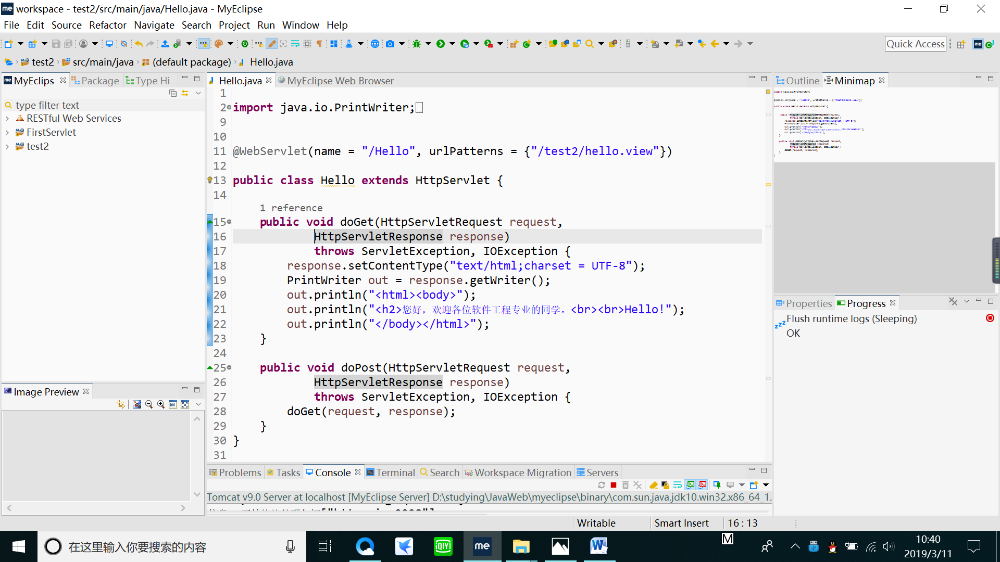 workspace - test2/src/main/java/Hello.java - MyEclipse
File Edit Source Refactor Navigate Search Project Run Window Help
Quick Access
test2 src/main/java (default package) Hello.java
MyEclips Package Type Hi
type filter text
RESTful Web Services
FirstServlet
test2
Image Preview
Hello.java MyEclipse Web Browser
1
2 import java.io.PrintWriter;
9
10
11 @WebServlet(name = "/Hello", urlPatterns = {"/test2/hello.view"})
12
13 public class Hello extends HttpServlet {
14
1 reference
15 public void doGet(HttpServletRequest request,
16 HttpServletResponse response)
17 throws ServletException, IOException {
18 response.setContentType("text/html;charset = UTF-8");
19 PrintWriter out = response.getWriter();
20 out.println("<html><body>");
21 out.println("<h2>您好，欢迎各位软件工程专业的同学。<br><br>Hello!");
22 out.println("</body></html>");
23 }
24
25 public void doPost(HttpServletRequest request,
26 HttpServletResponse response)
27 throws ServletException, IOException {
28 doGet(request, response);
29 }
30 }
31
Outline Minimap
Properties Progress
Flush runtime logs (Sleeping)
OK
Problems Tasks Console Terminal Search Workspace Migration Servers
Tomcat v9.0 Server at localhost [MyEclipse Server] D:\studying\JavaWeb\myeclipse\binary\com.sun.java.jdk10.win32.x86_64_1.
Writable Smart Insert 16 : 13
在这里输入你要搜索的内容
iQIYI
me
M
10:40
2019/3/11